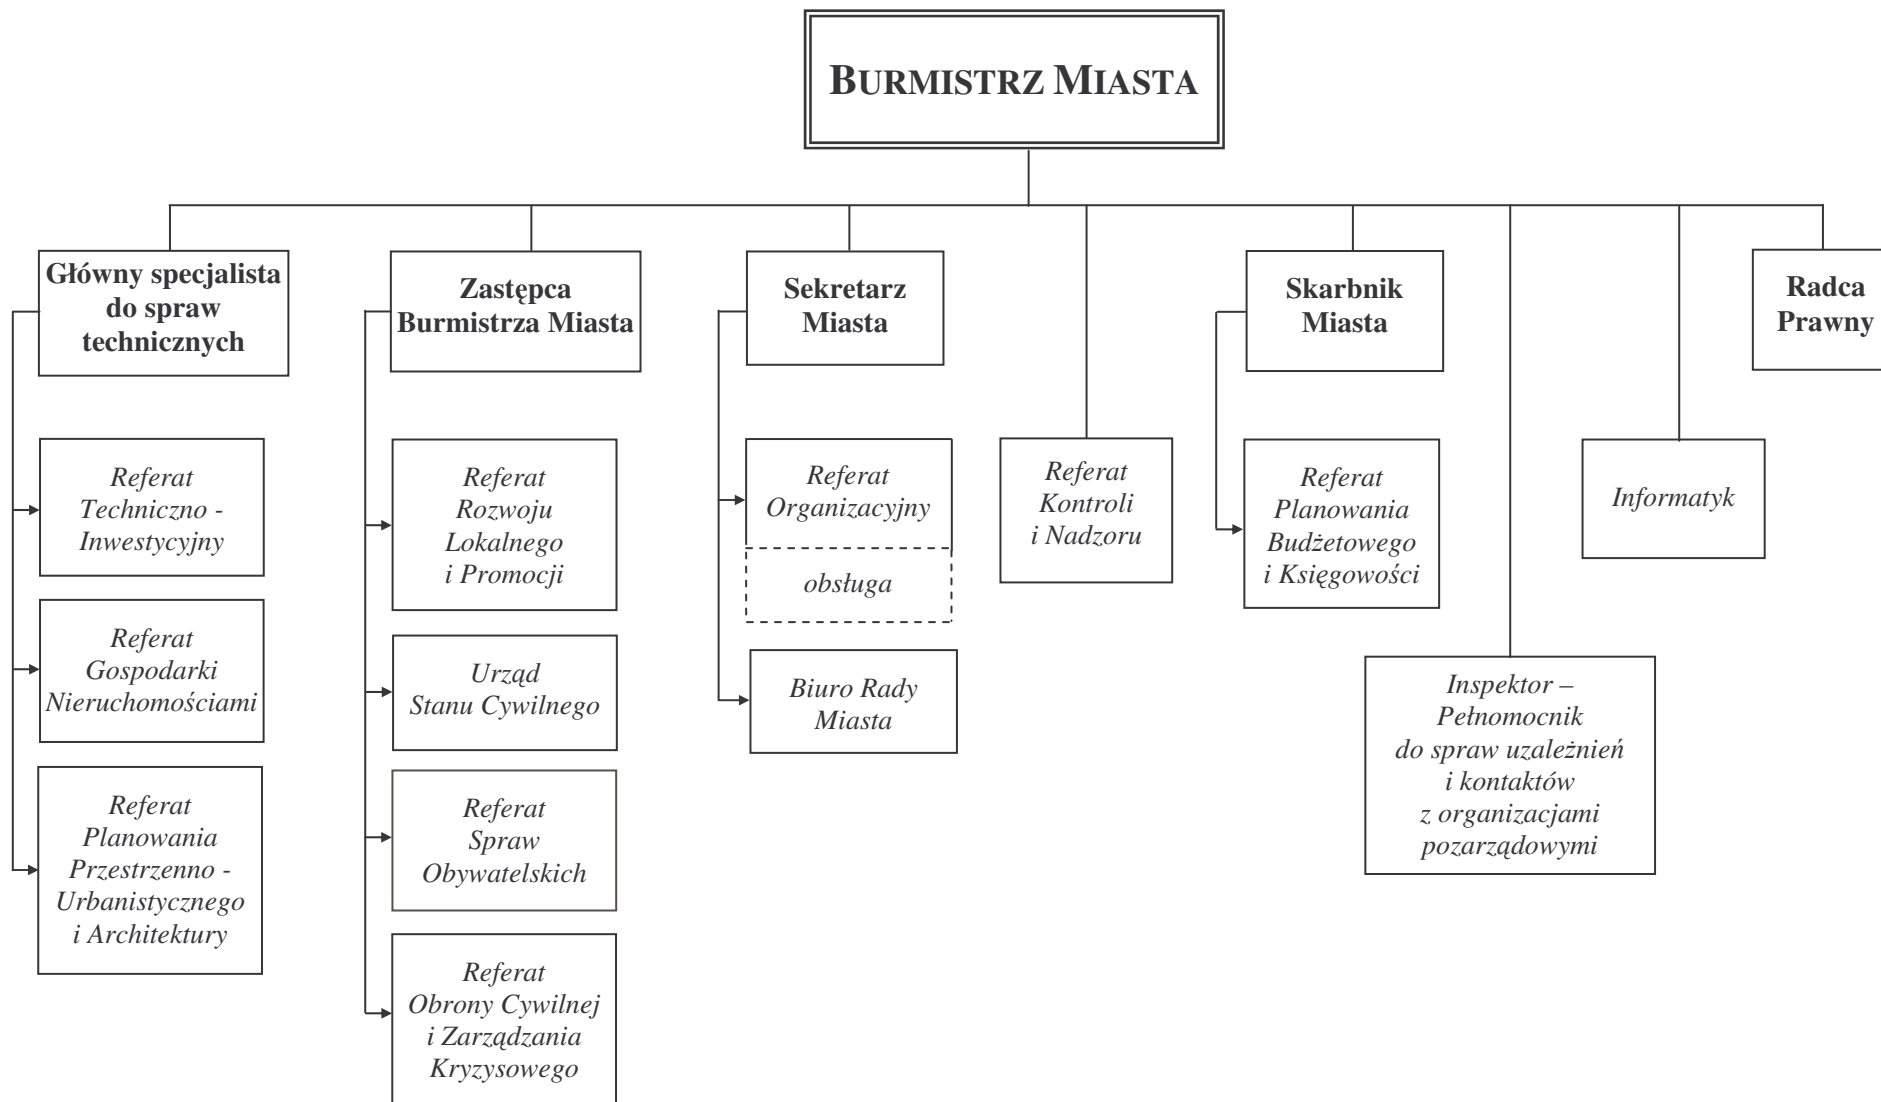 BURMISTRZ MIASTA
Główny specjalista
do spraw
technicznych
Zastępca
Burmistrza Miasta
Sekretarz
Miasta
Skarbnik
Miasta
Radca
Prawny
Referat
Techniczno -
Inwestycyjny
Referat
Gospodarki
Nieruchomościami
Referat
Planowania
Przestrzenno -
Urbanistycznego
i Architektury
Referat
Rozwoju
Lokalnego
i Promocji
Urząd
Stanu Cywilnego
Referat
Spraw
Obywatelskich
Referat
Obrony Cywilnej
i Zarządzania
Kryzysowego
Referat
Organizacyjny
obsługa
Biuro Rady
Miasta
Referat
Kontroli
i Nadzoru
Referat
Planowania
Budżetowego
i Księgowości
Inspektor –
Pełnomocnik
do spraw uzależnień
i kontaktów
z organizacjami
pozarządowymi
Informatyk